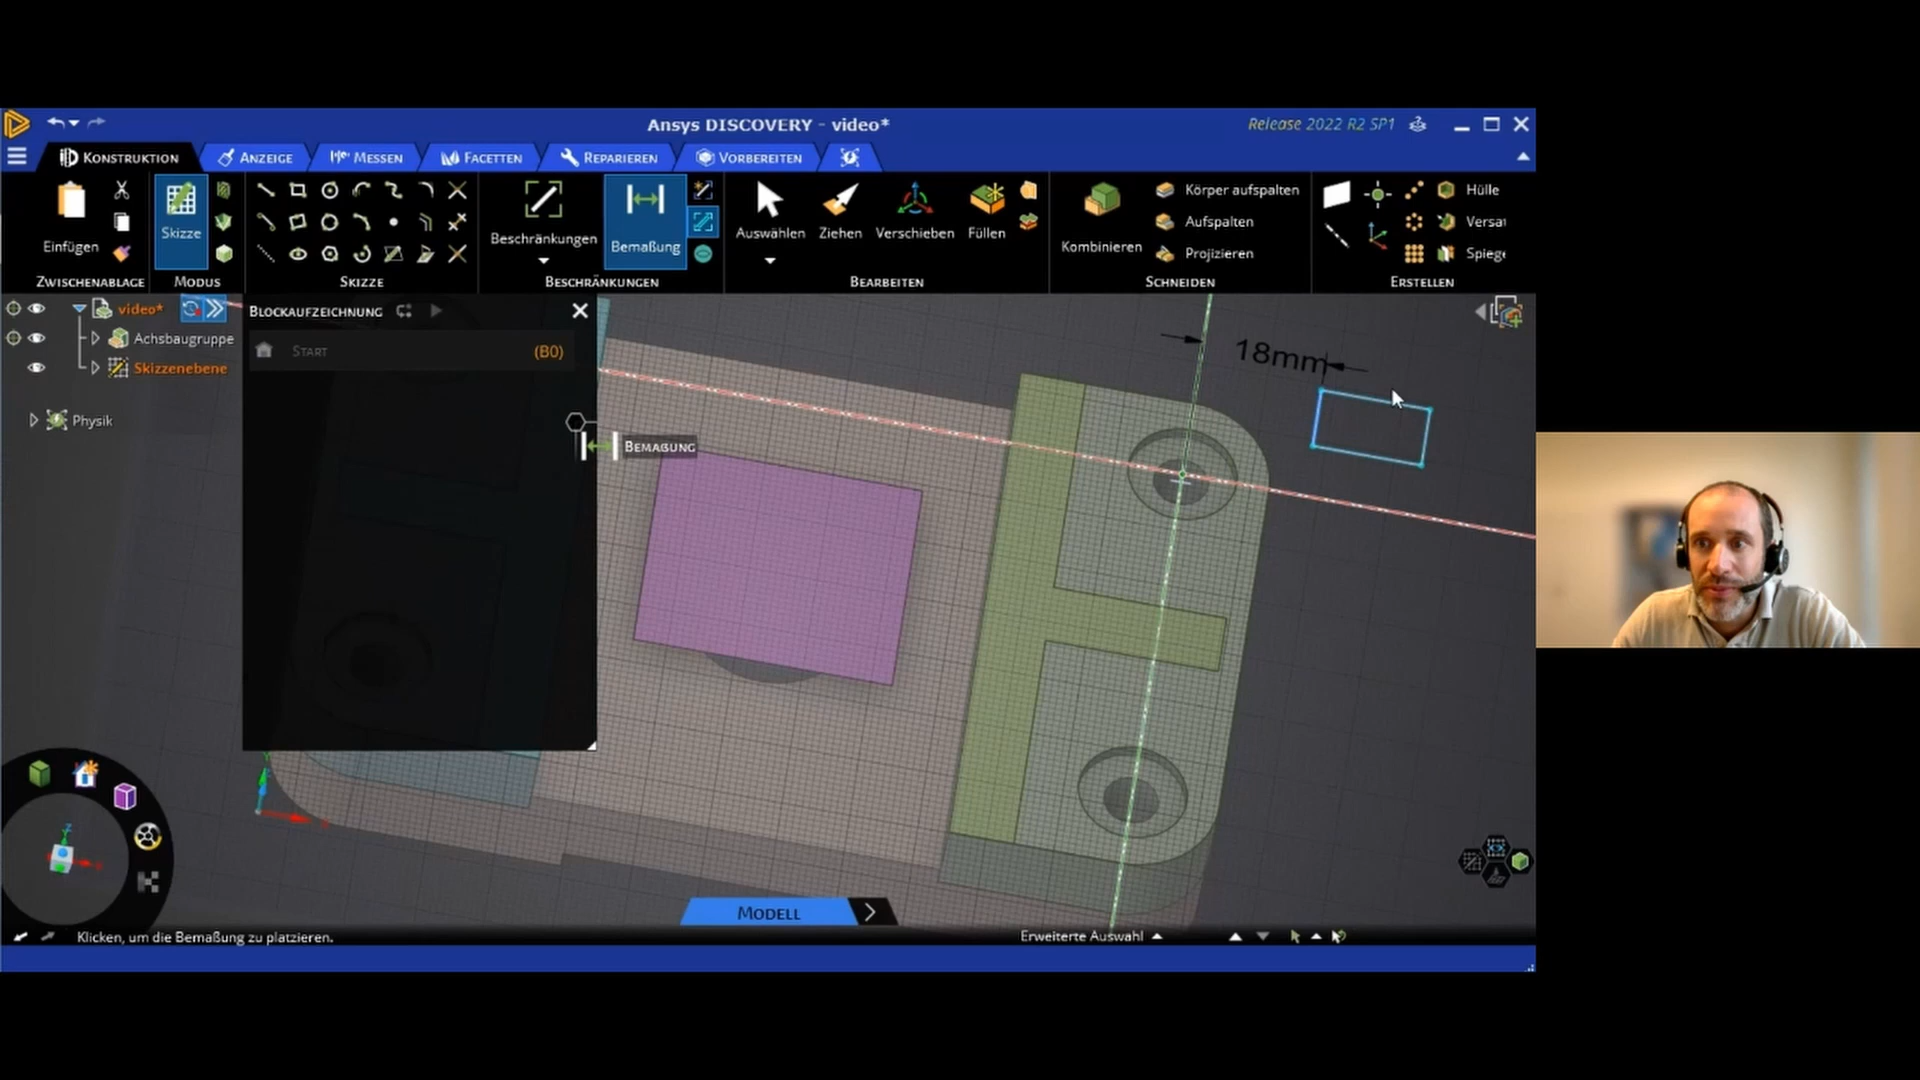 Ansys DISCOVERY - video*
Release 2022 R2 SP1
KONSTRUKTION
ANZEIGE
MESSEN
FACETTEN
REPARIEREN
VORBEREITEN
Einfügen
Skizze
Beschränkungen
Bemaßung
Auswählen
Ziehen
Verschieben
Füllen
Kombinieren
Körper aufspalten
Aufspalten
Projizieren
Hülle
Versa
Spiege
ZWISCHENABLAGE
MODUS
SKIZZE
BESCHRÄNKUNGEN
BEARBEITEN
SCHNEIDEN
ERSTELLEN
video*
Achsbaugruppe
Skizzenebene
Physik
BLOCKAUFZEICHNUNG
START
(B0)
BEMAßUNG
18mm
MODELL
Klicken, um die Bemaßung zu platzieren.
Erweiterte Auswahl